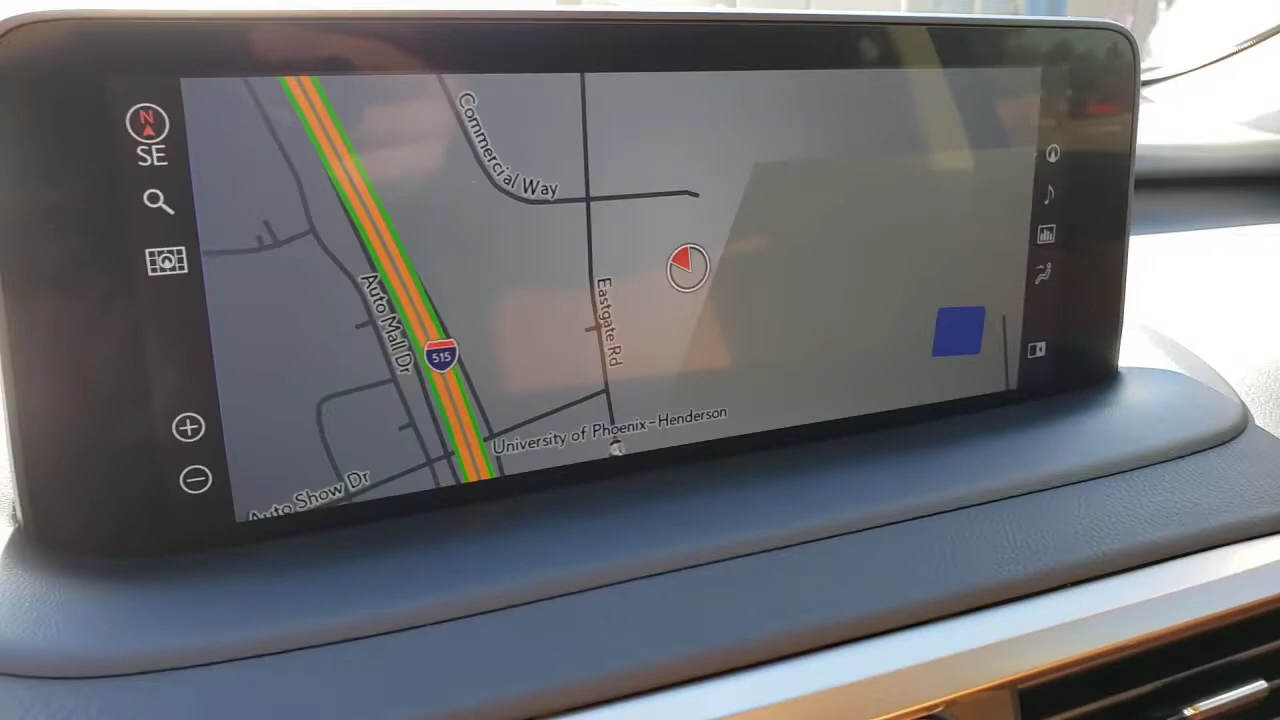 N
SE
Commercial Way
Auto Mall Dr
515
Eastgate Rd
University of Phoenix-Henderson
Auto Show Dr